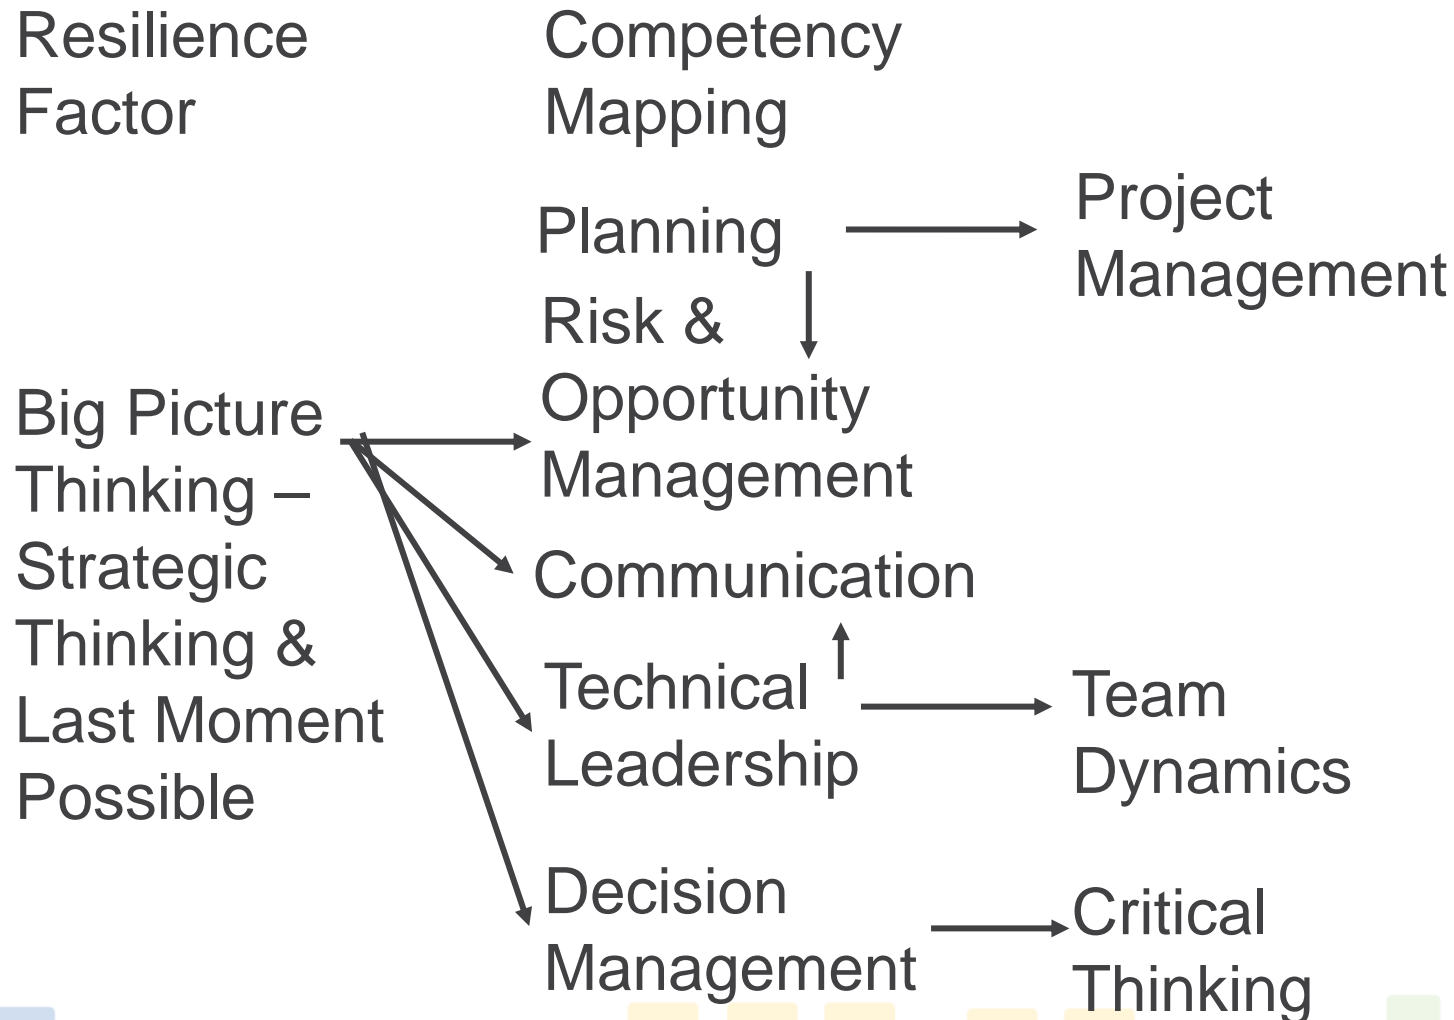 Resilience
Factor
Competency
Mapping
Planning
Project
Management
Risk &
Opportunity
Management
Big Picture
Thinking –
Strategic
Thinking &
Last Moment
Possible
Communication
Technical
Leadership
Team
Dynamics
Decision
Management
Critical
Thinking